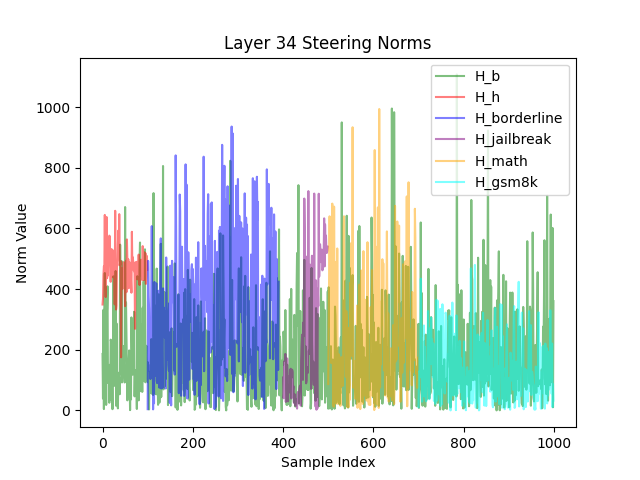 Layer 34 Steering Norms
Norm Value
1000
800
600
400
200
0
H_b
H_h
H_borderline
H_jailbreak
H_math
H_gsm8k
0 200 400 600 800 1000
Sample Index